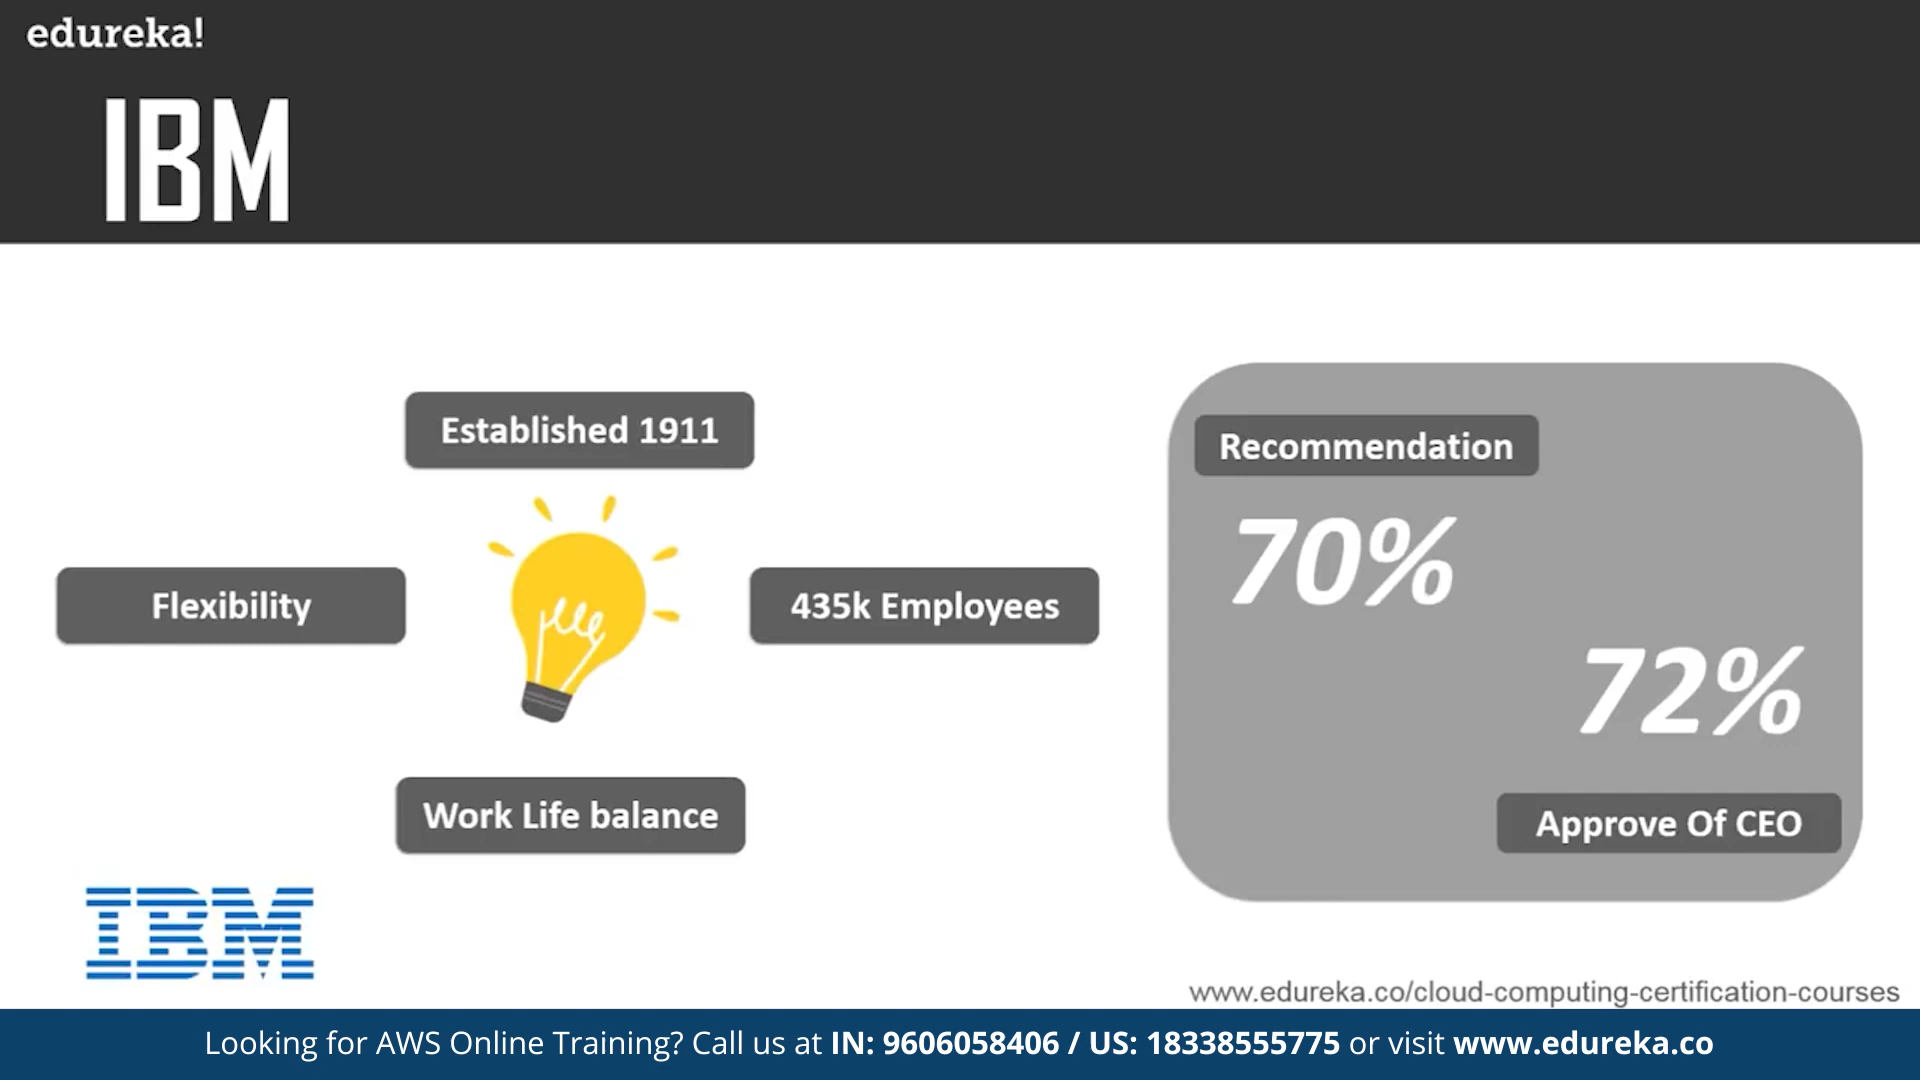 edureka!
IBM
Established 1911
Flexibility
435k Employees
Work Life balance
Recommendation
70%
72%
Approve Of CEO
IBM
www.edureka.co/cloud-computing-certification-courses
Looking for AWS Online Training? Call us at IN: 9606058406 / US: 18338555775 or visit www.edureka.co